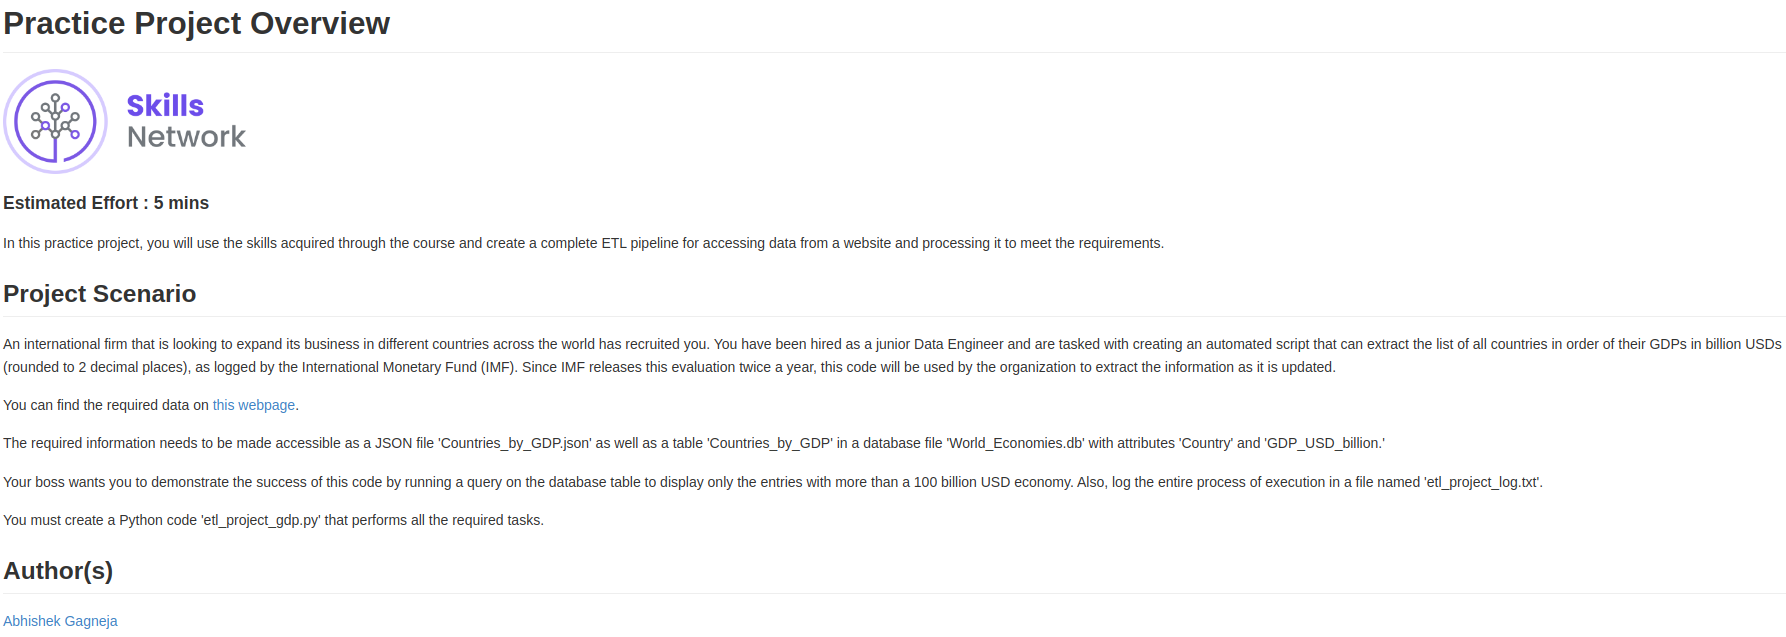 Practice Project Overview
Skills
Network
Estimated Effort : 5 mins
In this practice project, you will use the skills acquired through the course and create a complete ETL pipeline for accessing data from a website and processing it to meet the requirements.
Project Scenario
An international firm that is looking to expand its business in different countries across the world has recruited you. You have been hired as a junior Data Engineer and are tasked with creating an automated script that can extract the list of all countries in order of their GDPs in billion USDs
(rounded to 2 decimal places), as logged by the International Monetary Fund (IMF). Since IMF releases this evaluation twice a year, this code will be used by the organization to extract the information as it is updated.
You can find the required data on this webpage.
The required information needs to be made accessible as a JSON file 'Countries_by_GDP.json' as well as a table 'Countries_by_GDP' in a database file 'World_Economies.db' with attributes 'Country' and 'GDP_USD_billion.'
Your boss wants you to demonstrate the success of this code by running a query on the database table to display only the entries with more than a 100 billion USD economy. Also, log the entire process of execution in a file named 'etl_project_log.txt'.
You must create a Python code 'etl_project_gdp.py' that performs all the required tasks.
Author(s)
Abhishek Gagneja